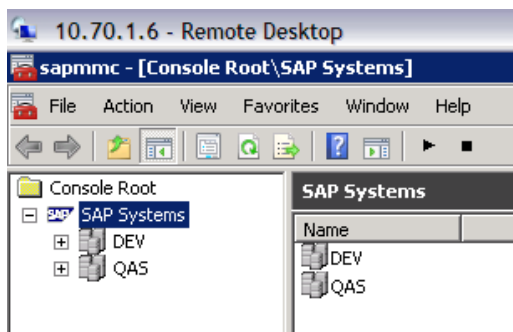 10.70.1.6 - Remote Desktop
sapmmc - [Console Root\SAP Systems]
File Action View Favorites Window Help
Console Root
SAP SAP Systems
DEV
QAS
SAP Systems
Name
DEV
QAS